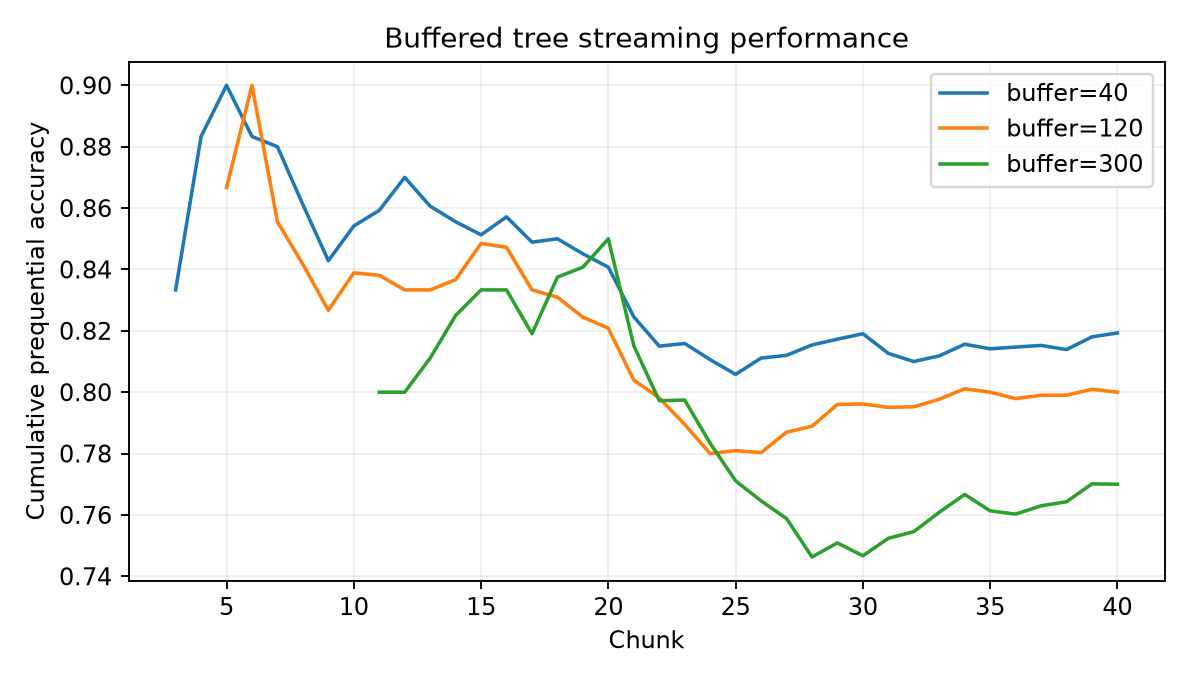 Buffered tree streaming performance
Cumulative prequential accuracy
0.90
0.88
0.86
0.84
0.82
0.80
0.78
0.76
0.74
buffer=40
buffer=120
buffer=300
5 10 15 20 25 30 35 40
Chunk